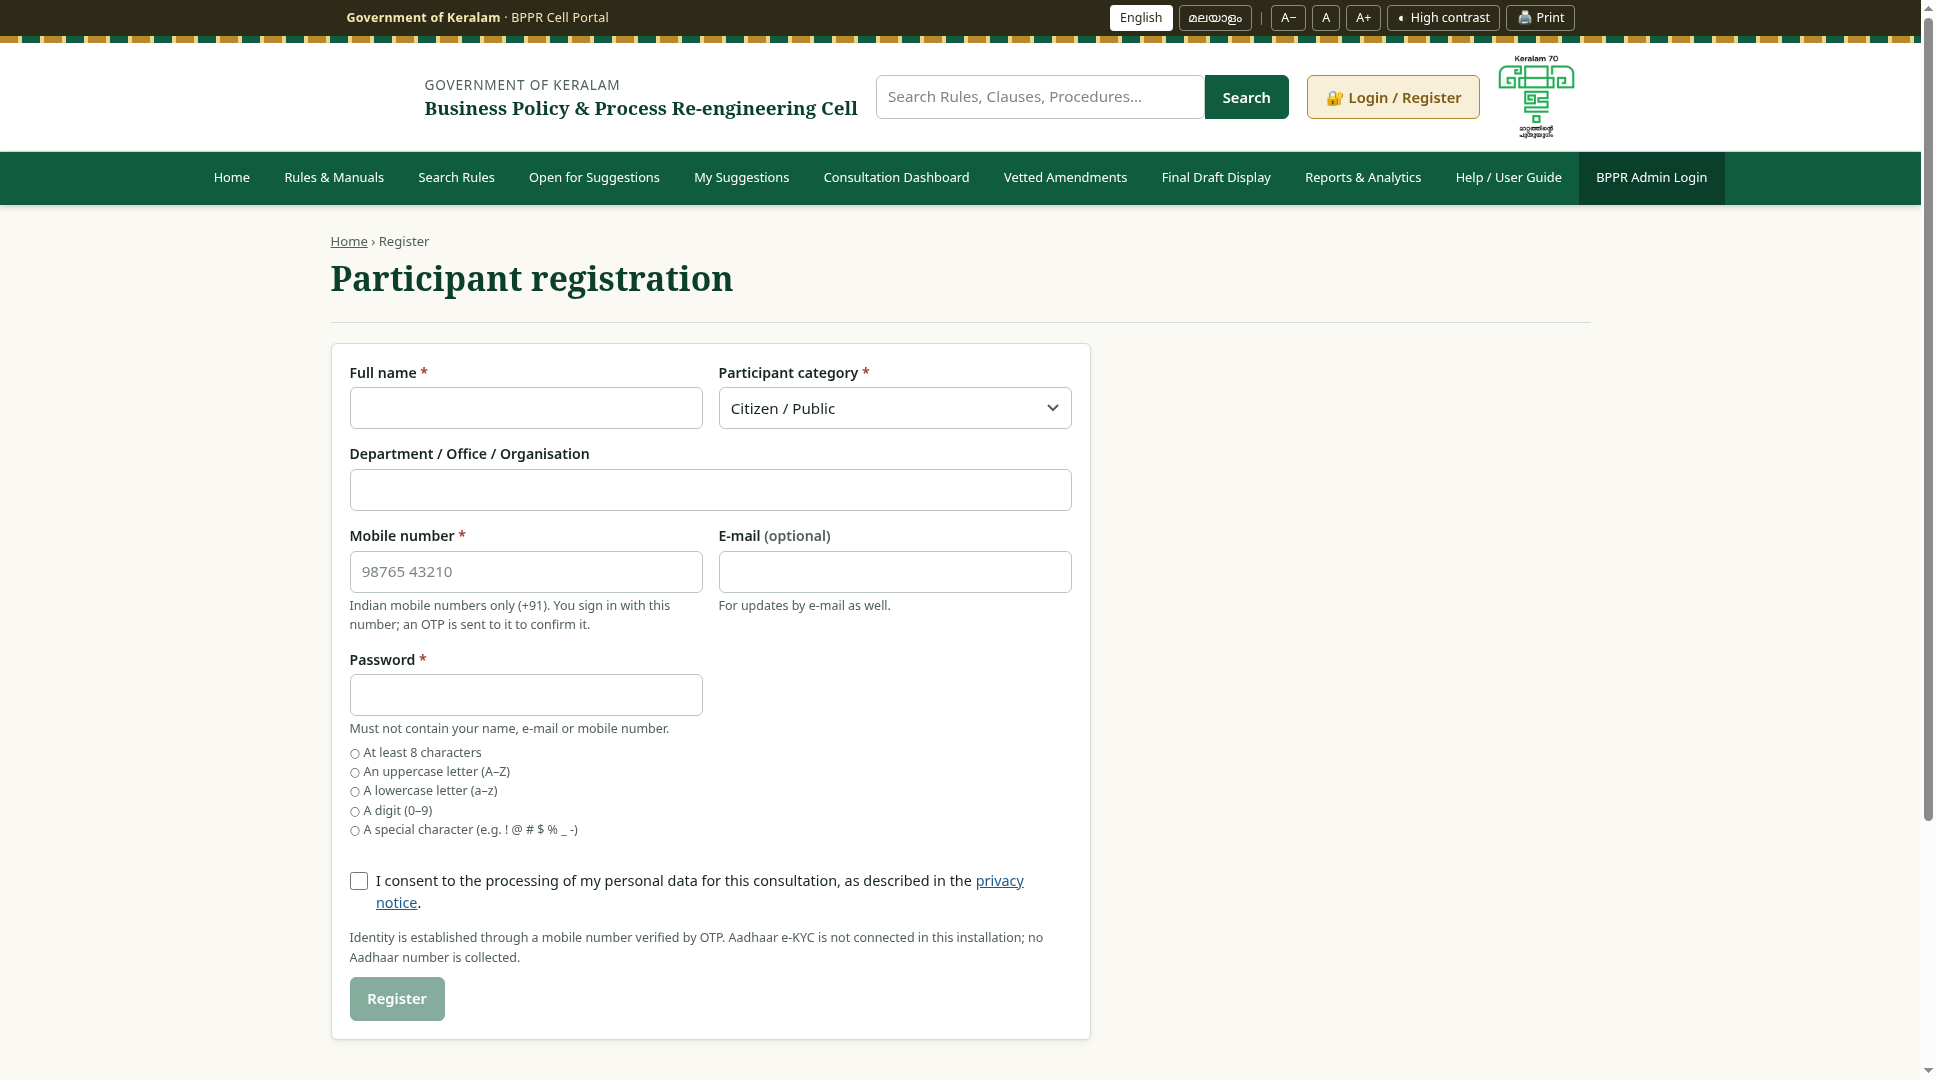 Government of Keralam · BPPR Cell Portal
English
മലയാളം
A−
A
A+
High contrast
Print
GOVERNMENT OF KERALAM
Business Policy & Process Re-engineering Cell
Search Rules, Clauses, Procedures...
Search
Login / Register
Keralam 70
മാറ്റത്തിന്റെ
പുതുയുഗം
Home
Rules & Manuals
Search Rules
Open for Suggestions
My Suggestions
Consultation Dashboard
Vetted Amendments
Final Draft Display
Reports & Analytics
Help / User Guide
BPPR Admin Login
Home › Register
Participant registration
Full name *
Participant category *
Citizen / Public
Department / Office / Organisation
Mobile number *
E-mail (optional)
98765 43210
Indian mobile numbers only (+91). You sign in with this
number; an OTP is sent to it to confirm it.
For updates by e-mail as well.
Password *
Must not contain your name, e-mail or mobile number.
○ At least 8 characters
○ An uppercase letter (A–Z)
○ A lowercase letter (a–z)
○ A digit (0–9)
○ A special character (e.g. ! @ # $ % _ -)
I consent to the processing of my personal data for this consultation, as described in the privacy
notice.
Identity is established through a mobile number verified by OTP. Aadhaar e-KYC is not connected in this installation; no
Aadhaar number is collected.
Register